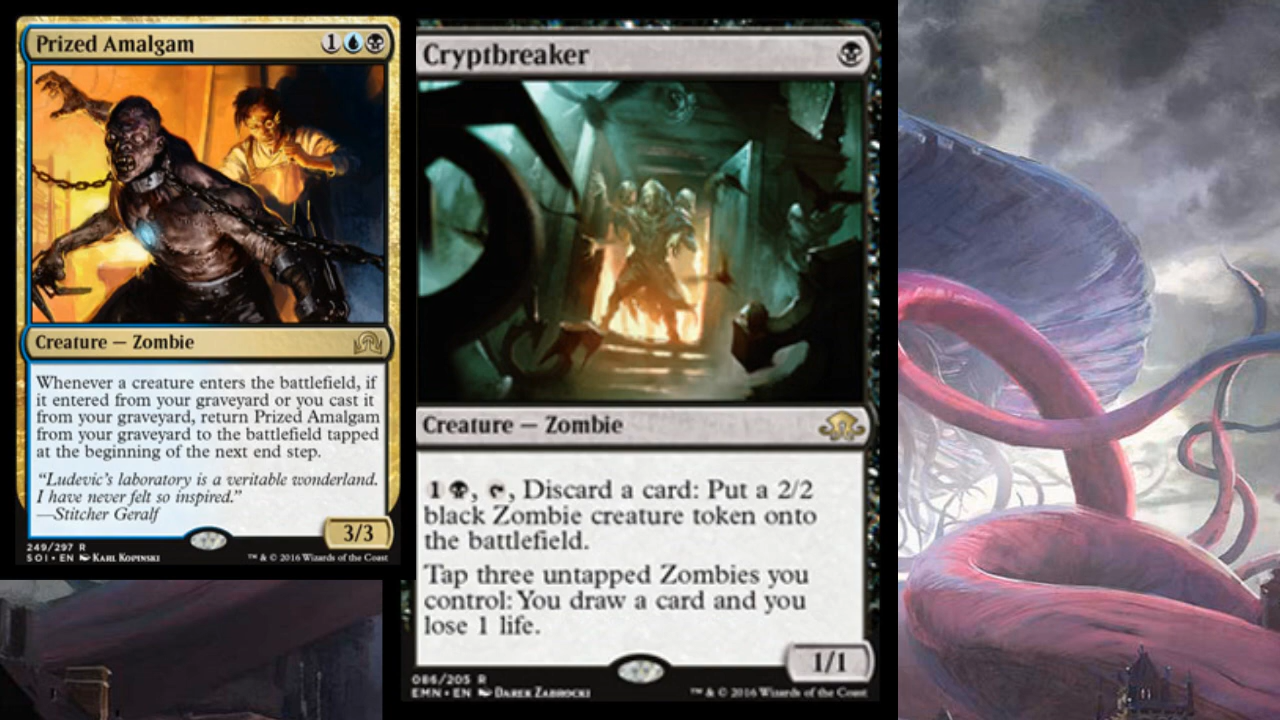 Prized Amalgam
1
Creature — Zombie
Whenever a creature enters the battlefield, if
it entered from your graveyard or you cast it
from your graveyard, return Prized Amalgam
from your graveyard to the battlefield tapped
at the beginning of the next end step.
“Ludevic’s laboratory is a veritable wonderland.
I have never felt so inspired.”
—Stitcher Geralf
3/3
249/297 R
SOI • EN Karl Kopinski
™ & © 2016 Wizards of the Coast
Cryptbreaker
Creature — Zombie
1, , Discard a card: Put a 2/2
black Zombie creature token onto
the battlefield.
Tap three untapped Zombies you
control: You draw a card and you
lose 1 life.
1/1
086/205 R
EMN • EN Darek Zabrocki
™ & © 2016 Wizards of the Coast